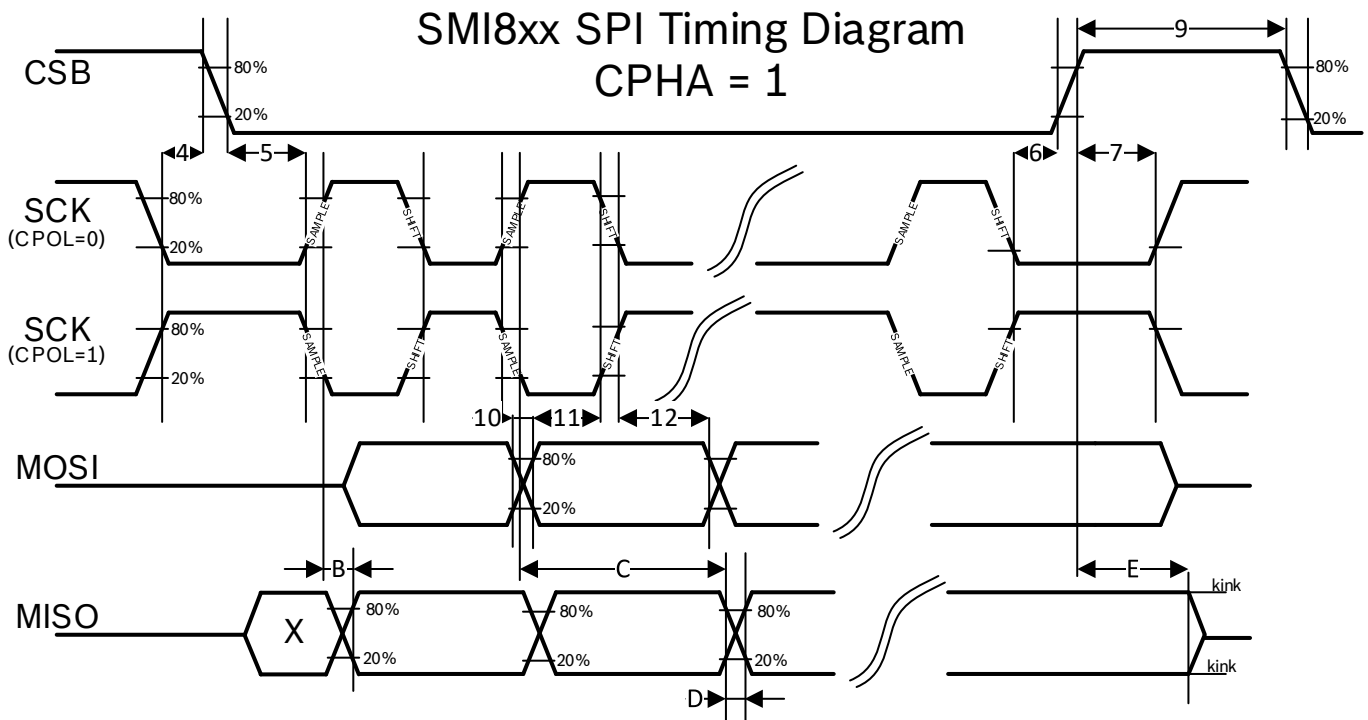 SMI8xx SPI Timing Diagram
CPHA = 1
CSB
80%
20%
9
80%
20%
4
5
6
7
SCK
(CPOL=0)
80%
20%
SAMPLE
SHIFT
SAMPLE
SHIFT
SAMPLE
SHIFT
SCK
(CPOL=1)
80%
20%
SAMPLE
SHIFT
SAMPLE
SHIFT
SAMPLE
SHIFT
10
11
12
MOSI
80%
20%
B
C
E
MISO
X
80%
20%
80%
20%
80%
20%
kink
kink
D